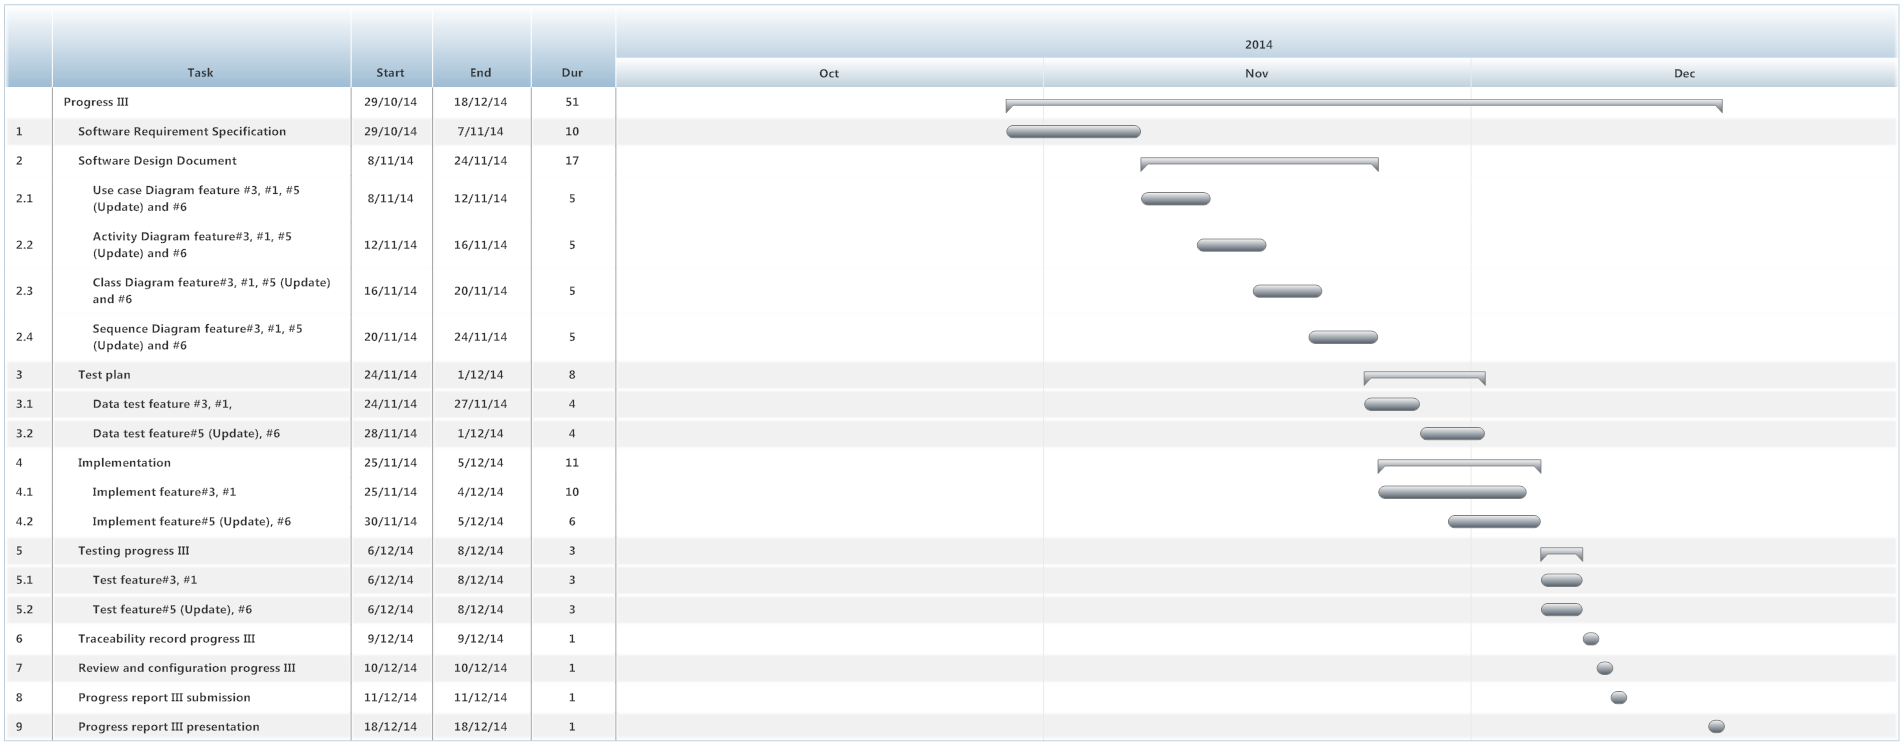 2014
Task Start End Dur Oct Nov Dec
Progress III 29/10/14 18/12/14 51
1 Software Requirement Specification 29/10/14 7/11/14 10
2 Software Design Document 8/11/14 24/11/14 17
2.1 Use case Diagram feature #3, #1, #5
(Update) and #6 8/11/14 12/11/14 5
2.2 Activity Diagram feature#3, #1, #5
(Update) and #6 12/11/14 16/11/14 5
2.3 Class Diagram feature#3, #1, #5 (Update)
and #6 16/11/14 20/11/14 5
2.4 Sequence Diagram feature#3, #1, #5
(Update) and #6 20/11/14 24/11/14 5
3 Test plan 24/11/14 1/12/14 8
3.1 Data test feature #3, #1, 24/11/14 27/11/14 4
3.2 Data test feature#5 (Update), #6 28/11/14 1/12/14 4
4 Implementation 25/11/14 5/12/14 11
4.1 Implement feature#3, #1 25/11/14 4/12/14 10
4.2 Implement feature#5 (Update), #6 30/11/14 5/12/14 6
5 Testing progress III 6/12/14 8/12/14 3
5.1 Test feature#3, #1 6/12/14 8/12/14 3
5.2 Test feature#5 (Update), #6 6/12/14 8/12/14 3
6 Traceability record progress III 9/12/14 9/12/14 1
7 Review and configuration progress III 10/12/14 10/12/14 1
8 Progress report III submission 11/12/14 11/12/14 1
9 Progress report III presentation 18/12/14 18/12/14 1